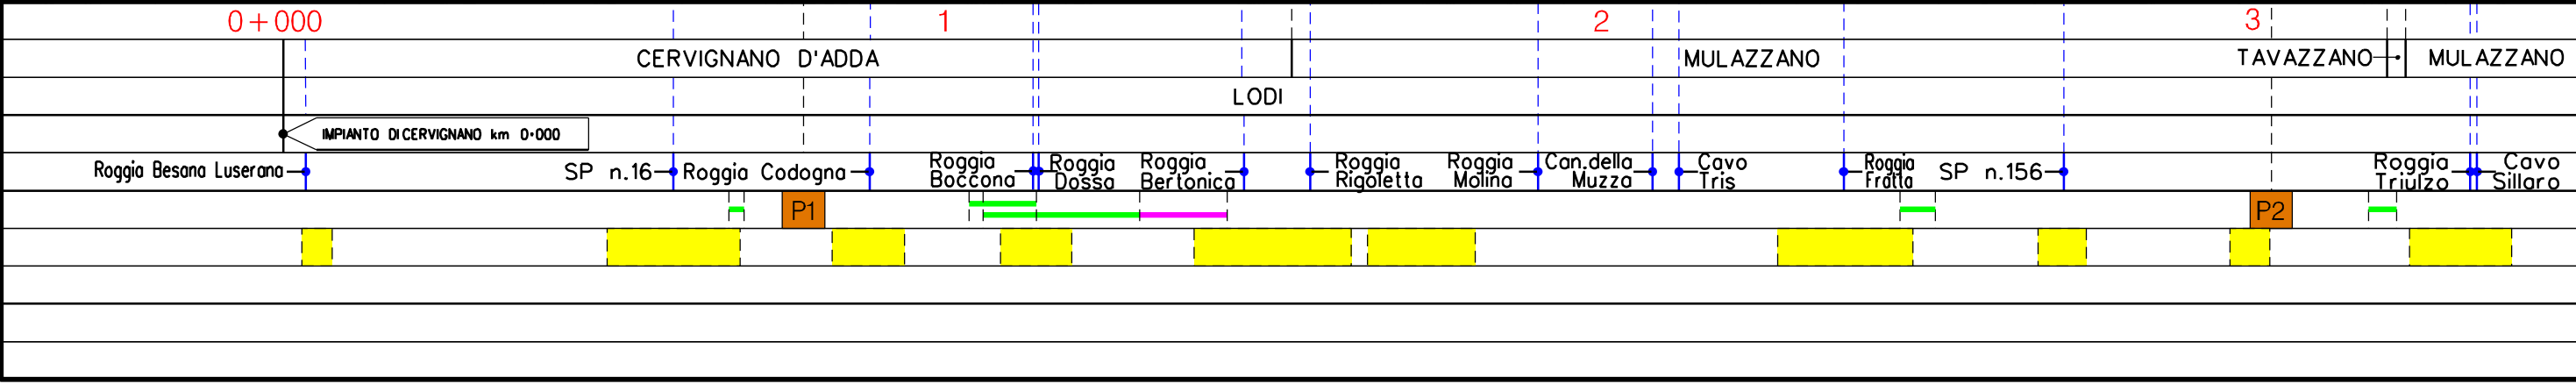 0+000 1 2 3
CERVIGNANO D'ADDA MULAZZANO TAVAZZANO MULAZZANO
LODI
IMPIANTO DI CERVIGNANO km 0+000
Roggia Besana Luserana
SP n.16
Roggia Codogna
Roggia
Boccona
Roggia
Dossa
Roggia
Bertonica
Roggia
Rigoletta
Roggia
Molina
Can.della
Muzza
Cavo
Tris
Roggia
Fratta
SP n.156
Roggia
Triulzo
Cavo
Sillaro
P1 P2